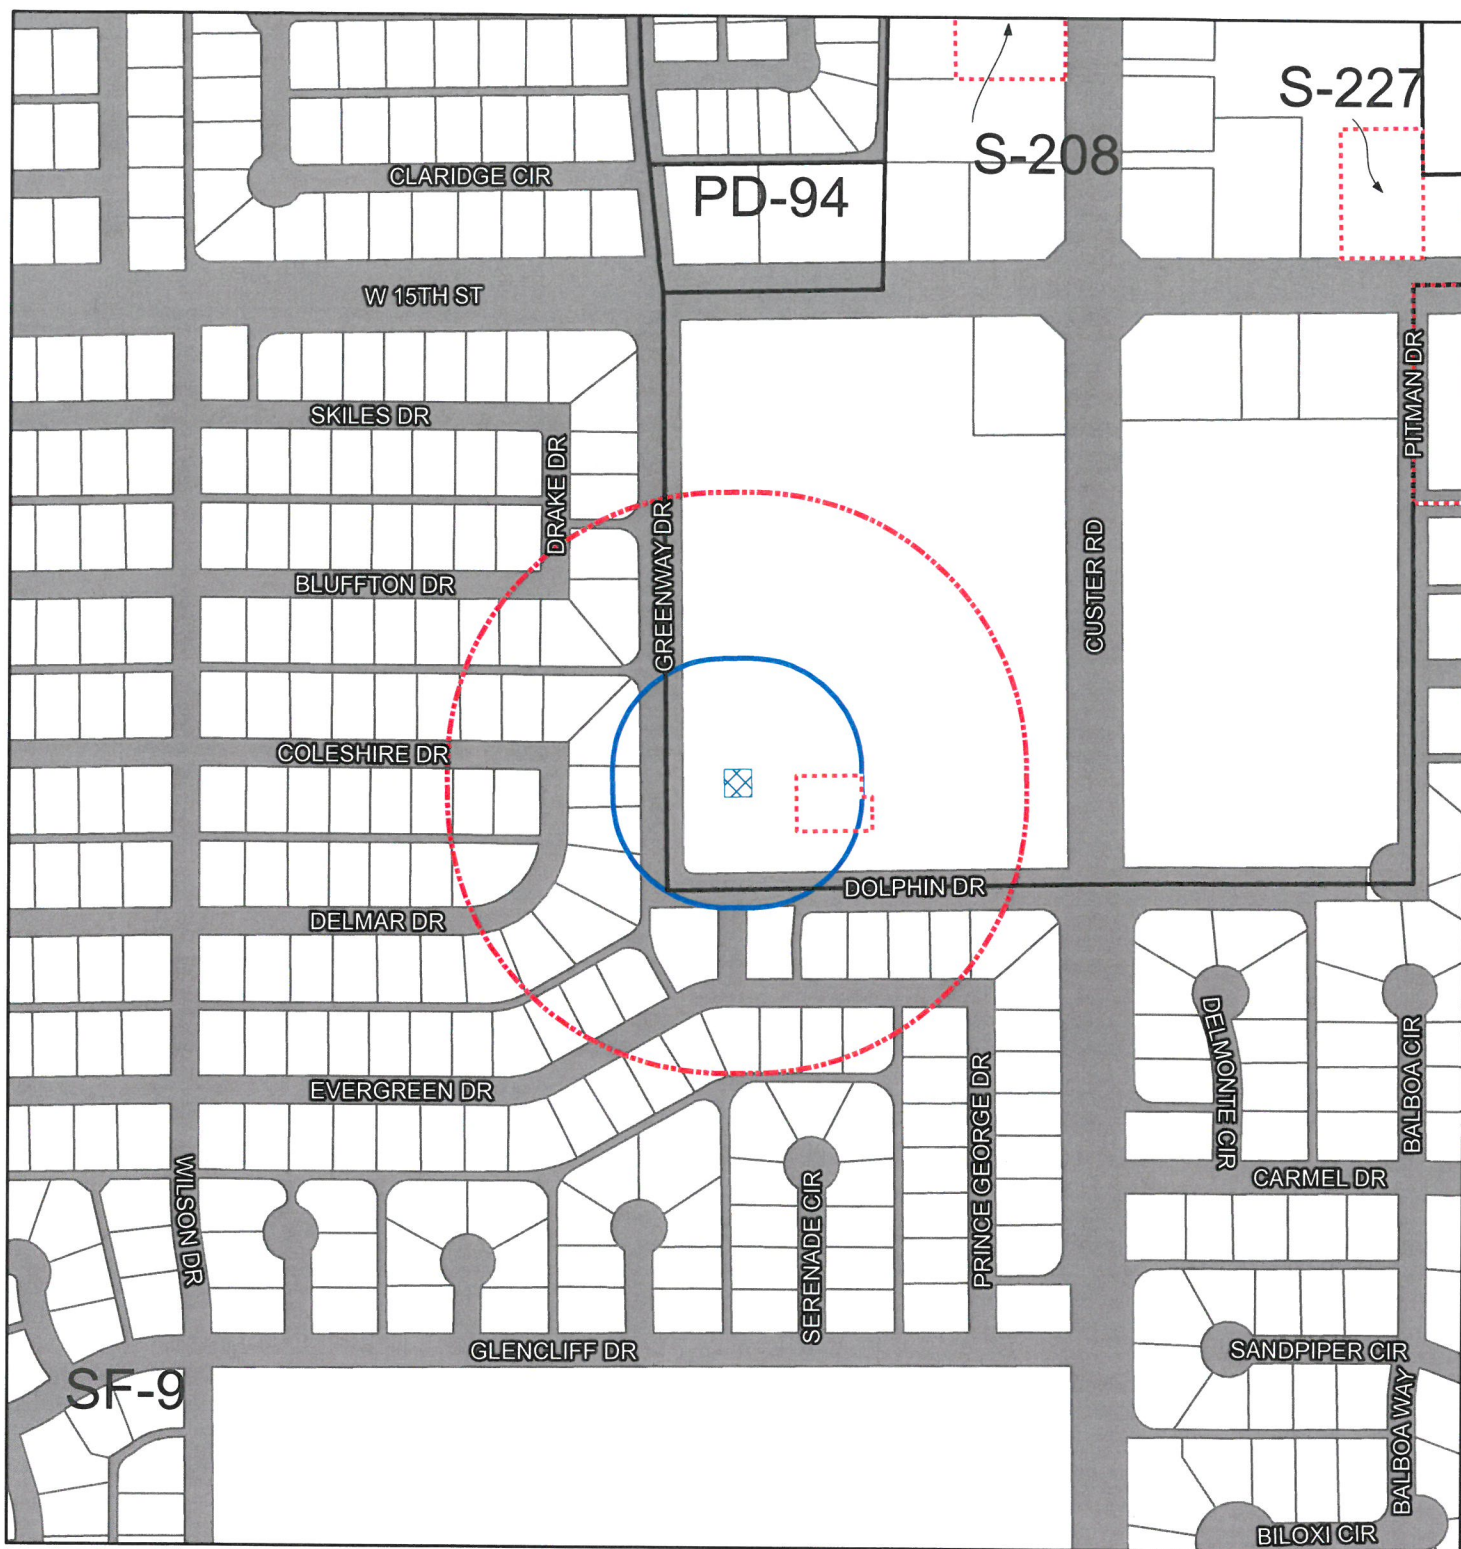 S-227
S-208
CLARIDGE CIR
PD-94
W 15TH ST
PITMAN DR
SKILES DR
DRAKE DR
GREENWAY DR
CUSTER RD
BLUFFTON DR
COLESHIRE DR
DOLPHIN DR
DELMAR DR
DELMONTE CIR
BALBOA CIR
EVERGREEN DR
PRINCE GEORGE DR
WILSON DR
SERENADE CIR
CARMEL DR
GLENCLIFF DR
SANDPIPER CIR
SF-9
BALBOA WAY
BILOXI CIR